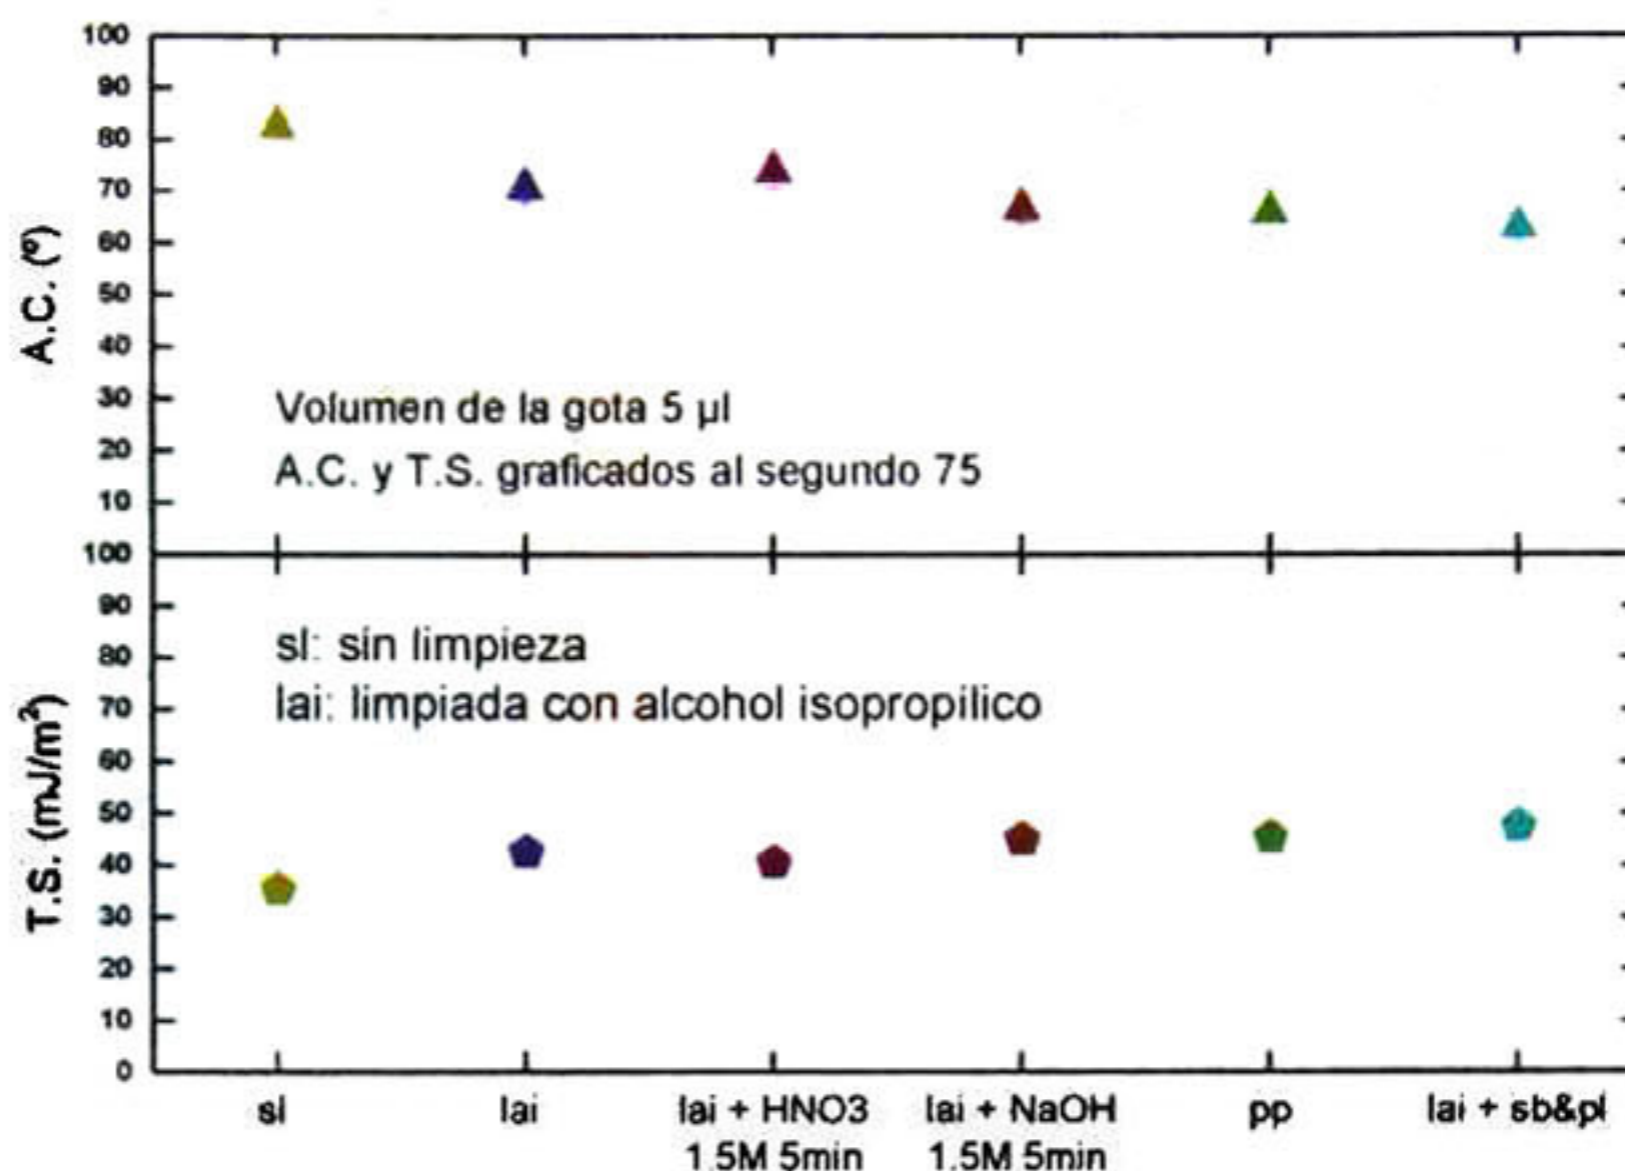 100
90
80
70
60
50
40
30
20
10
A.C. (º)
Volumen de la gota 5 µl
A.C. y T.S. graficados al segundo 75
100
90
80
70
60
50
40
30
20
10
0
T.S. (mJ/m²)
sl: sin limpieza
lai: limpiada con alcohol isopropilico
sl
lai
lai + HNO3
1.5M 5min
lai + NaOH
1.5M 5min
pp
lai + sb&pl